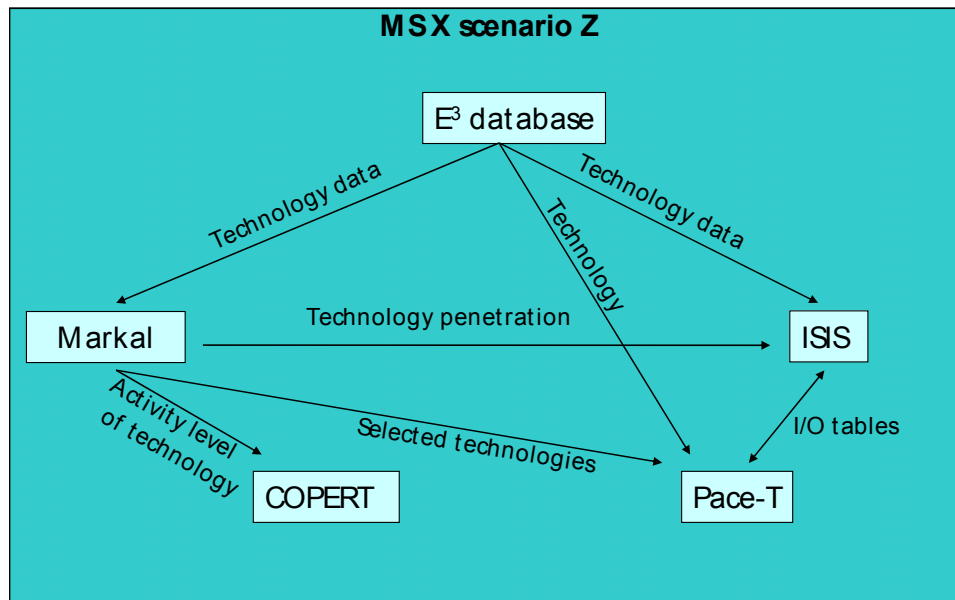 MSX scenario Z
E³ database
Technology data
Technology data
Technology
Technology penetration
Markal
ISIS
Activity level
of technology
Selected technologies
I/O tables
COPERT
Pace-T